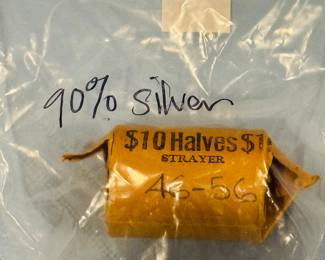 90% silver
$10 Halves $1
STRAYER
46-56